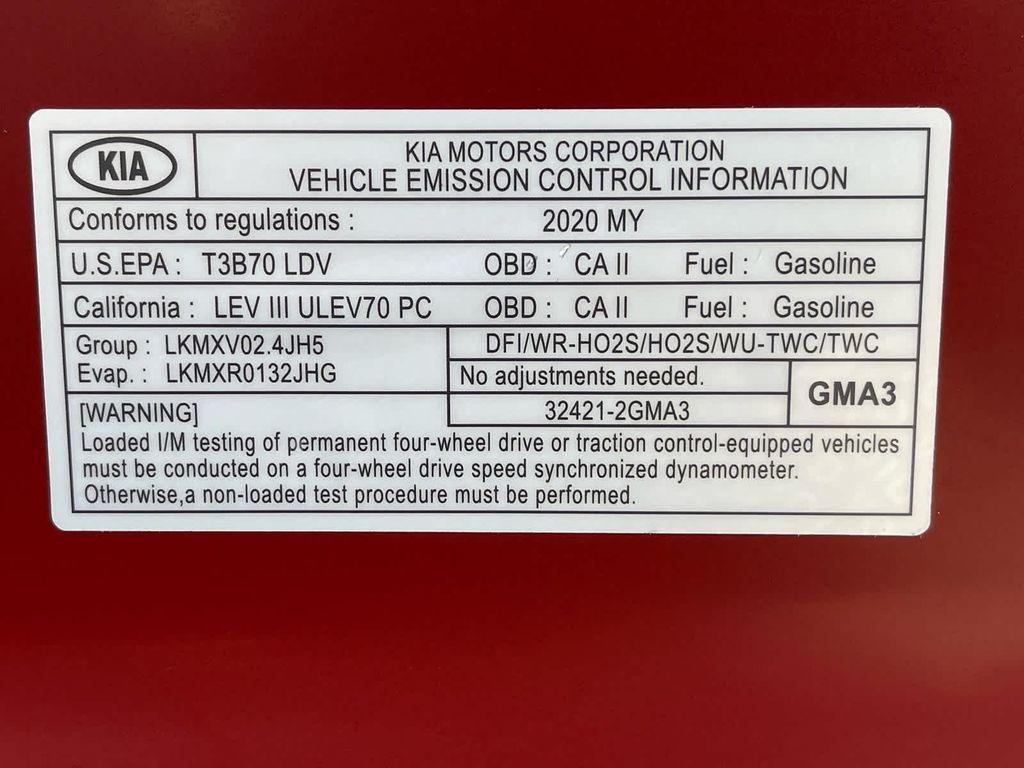 KIA
KIA MOTORS CORPORATION
VEHICLE EMISSION CONTROL INFORMATION
Conforms to regulations : 2020 MY
U.S.EPA : T3B70 LDV OBD : CA II Fuel : Gasoline
California : LEV III ULEV70 PC OBD : CA II Fuel : Gasoline
Group : LKMXV02.4JH5
Evap. : LKMXR0132JHG
DFI/WR-HO2S/HO2S/WU-TWC/TWC
No adjustments needed.
32421-2GMA3
GMA3
[WARNING]
Loaded I/M testing of permanent four-wheel drive or traction control-equipped vehicles
must be conducted on a four-wheel drive speed synchronized dynamometer.
Otherwise,a non-loaded test procedure must be performed.